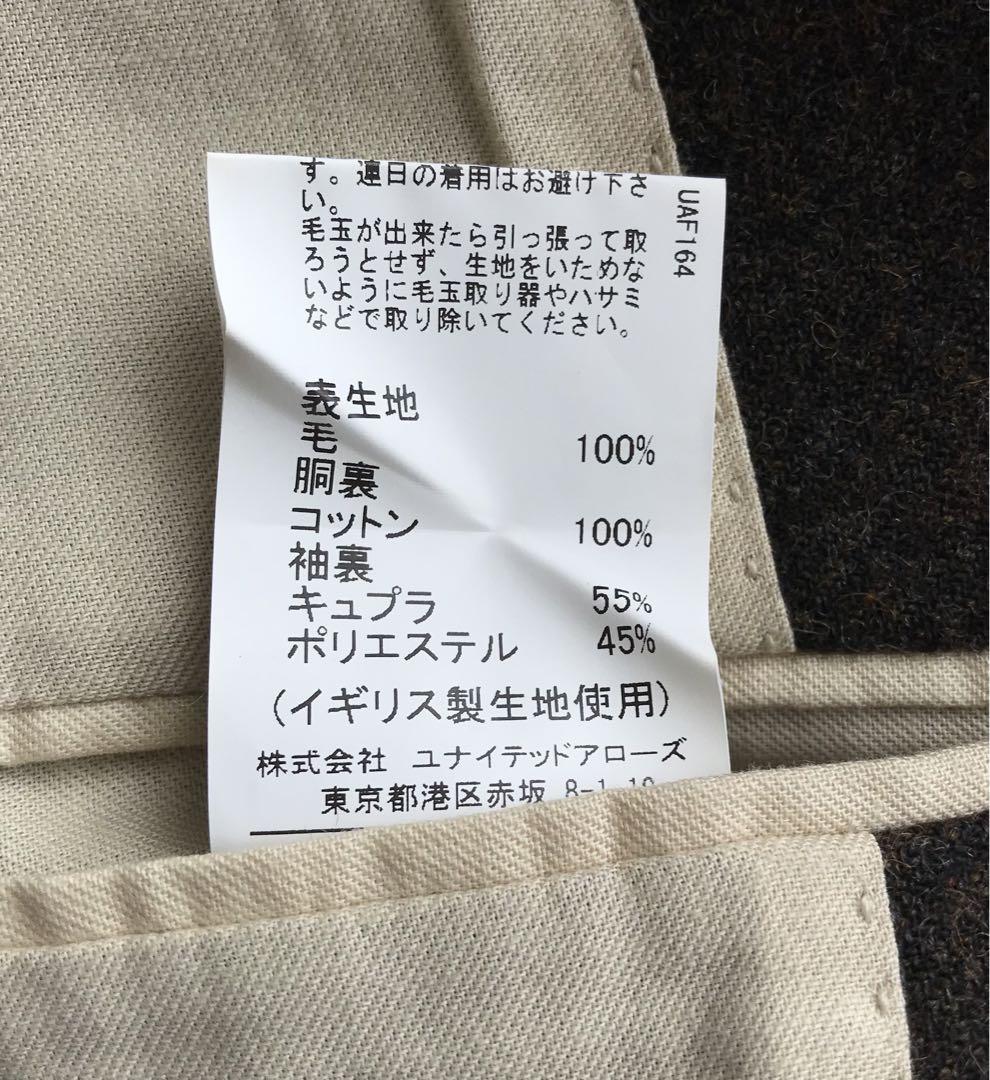 す。連日の着用はお避け下さ
い。
毛玉が出来たら引っ張って取
ろうとせず、生地をいためな
いように毛玉取り器やハサミ
などで取り除いてください。
UAF164
表生地
毛 100%
胴裏
コットン 100%
袖裏
キュプラ 55%
ポリエステル 45%
(イギリス製生地使用)
株式会社 ユナイテッドアローズ
東京都港区赤坂 8-1-19